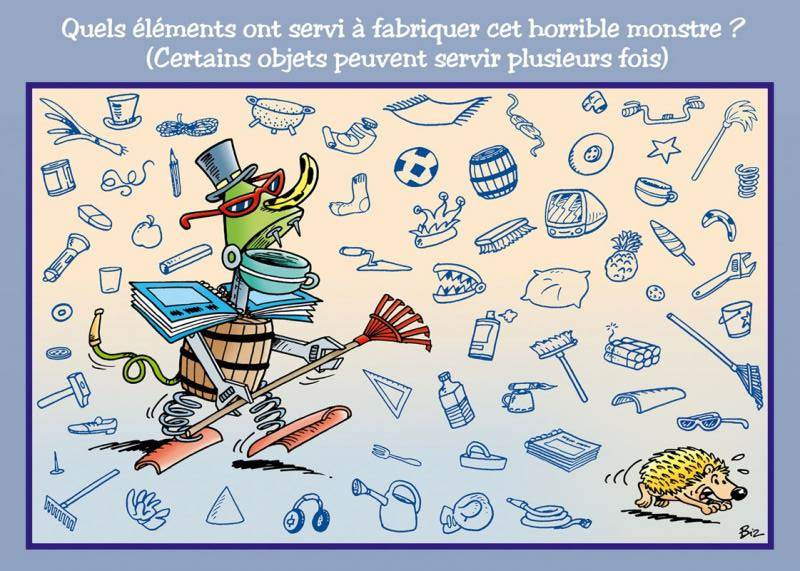 Quels éléments ont servi à fabriquer cet horrible monstre ?
(Certains objets peuvent servir plusieurs fois)
Biz